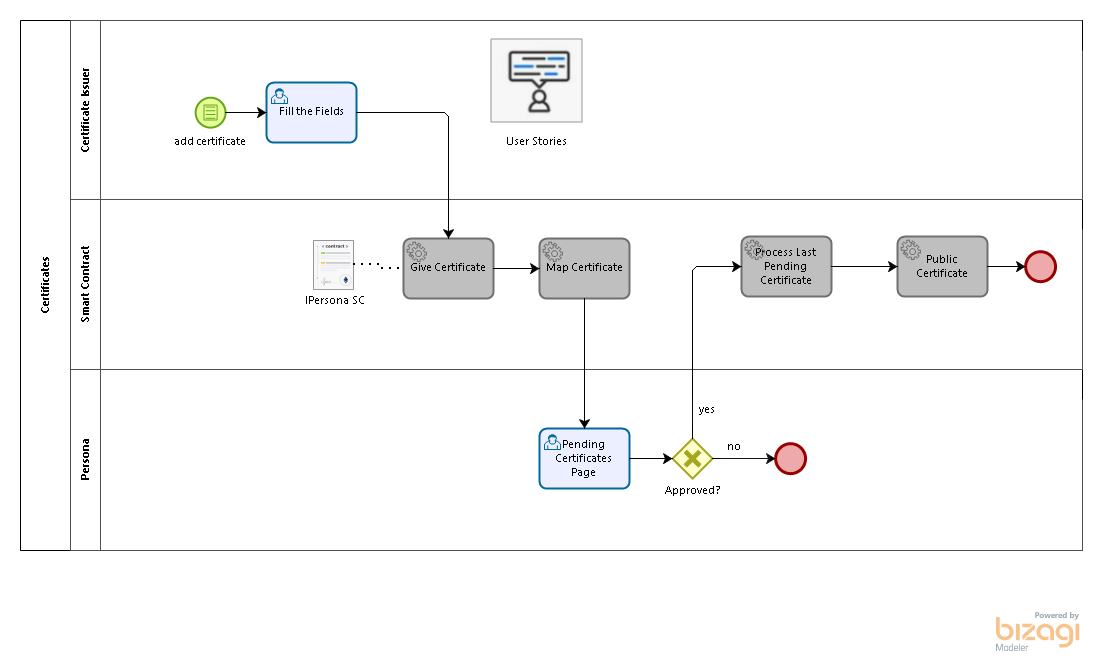 Certificates
Certificate Issuer
add certificate
Fill the Fields
User Stories
Smart Contract
contract
IPersona SC
Give Certificate
Map Certificate
Process Last
Pending
Certificate
Public
Certificate
Persona
Pending
Certificates
Page
Approved?
yes
no
Powered by
bizagi
Modeler